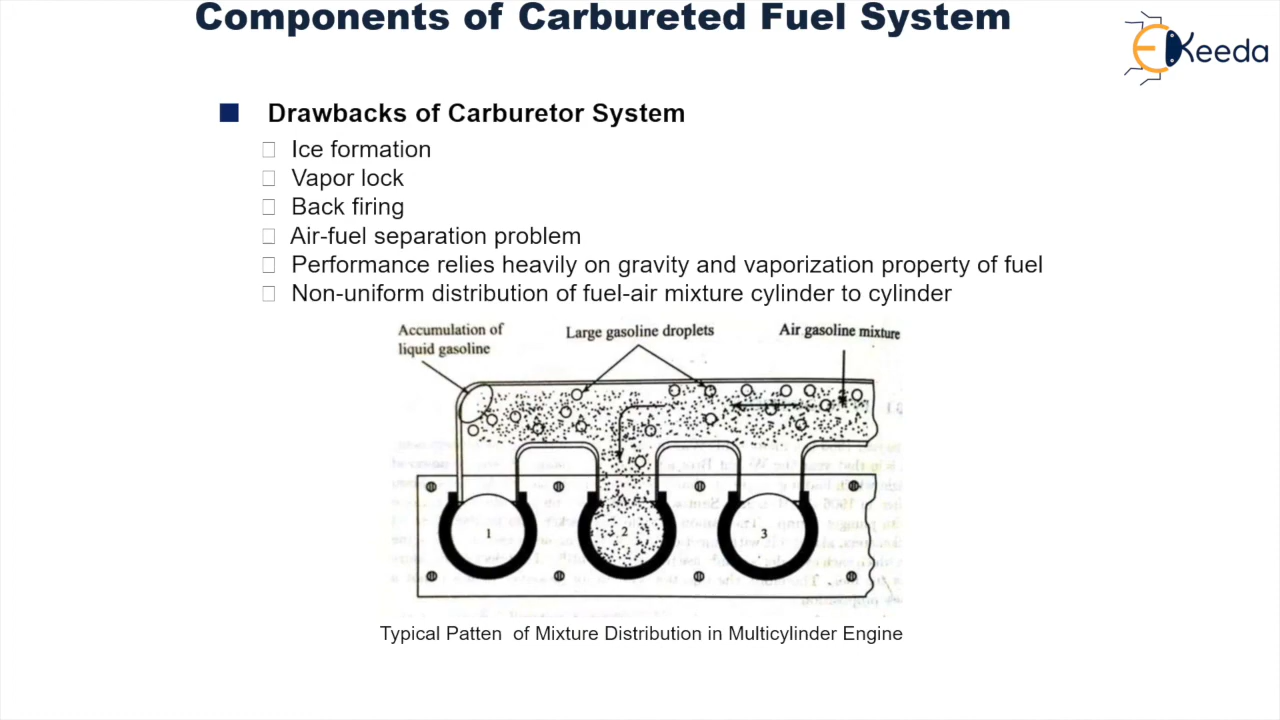 Components of Carbureted Fuel System
EKeeda
Drawbacks of Carburetor System
Ice formation
Vapor lock
Back firing
Air-fuel separation problem
Performance relies heavily on gravity and vaporization property of fuel
Non-uniform distribution of fuel-air mixture cylinder to cylinder
Accumulation of
liquid gasoline
Large gasoline droplets
Air gasoline mixture
1
2
3
Typical Patten of Mixture Distribution in Multicylinder Engine